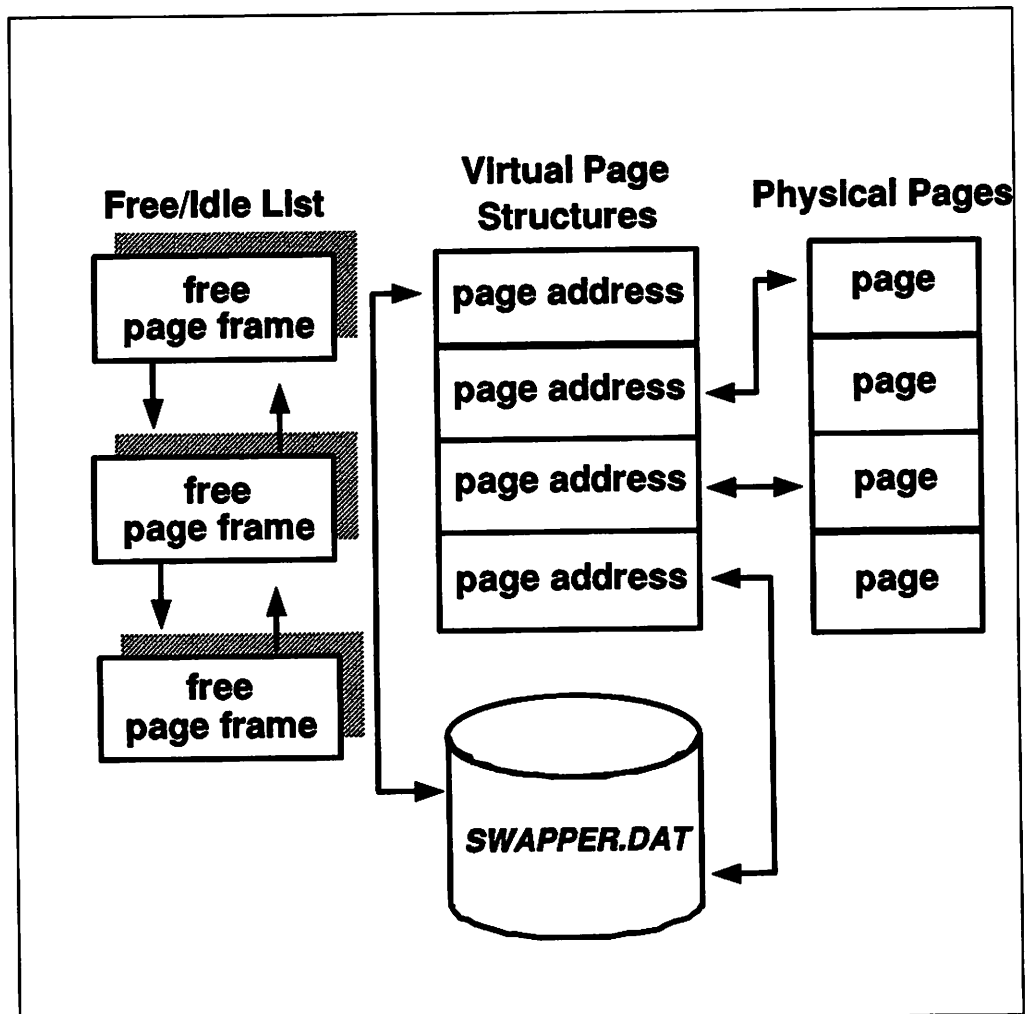 Free/Idle List
free
page frame
free
page frame
free
page frame
Virtual Page
Structures
page address
page address
page address
page address
Physical Pages
page
page
page
page
SWAPPER.DAT